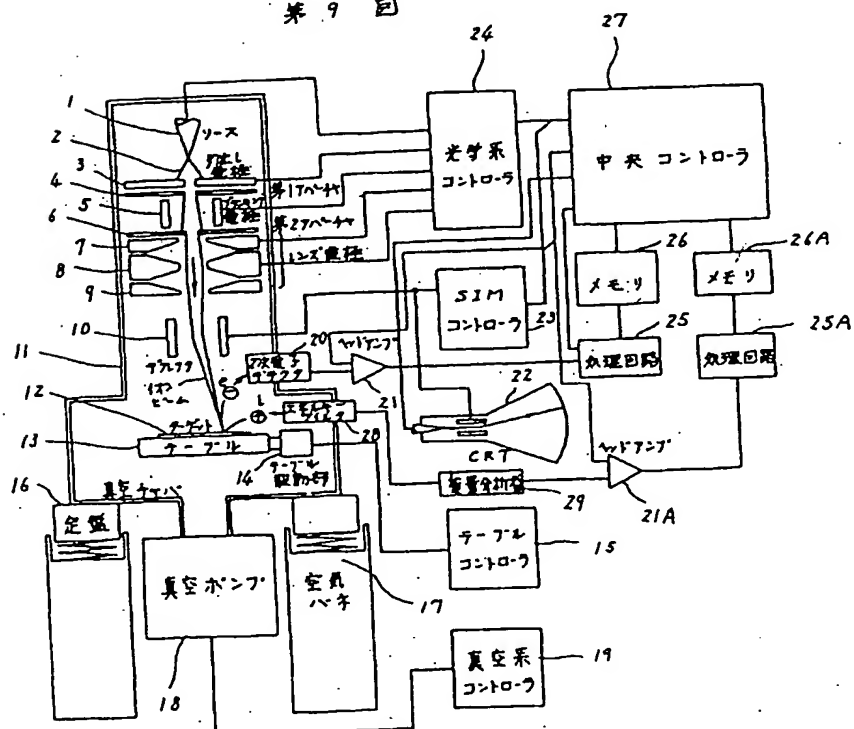 第 9 図
24
27
1
ソース
2
引出し
電極
3
4
第1アパーチャ
5
ブランキング
電極
6
第2アパーチャ
7
8
レンズ電極
9
10
11
デフレクタ
イオン
ビーム
光学系
コントローラ
中央 コントローラ
26
メモリ
26A
メモリ
SIM
コントローラ
23
25
処理回路
25A
処理回路
20
2次電子
デテクタ
ヘッドアンプ
21
e
i
エネルギー
フィルタ
28
22
CRT
12
ターゲット
13
テーブル
14
テーブル
駆動部
質量分析器
29
ヘッドアンプ
21A
真空チャンバ
16
定盤
真空ポンプ
18
空気
バネ
17
テーブル
コントローラ
15
真空系
コントローラ
19